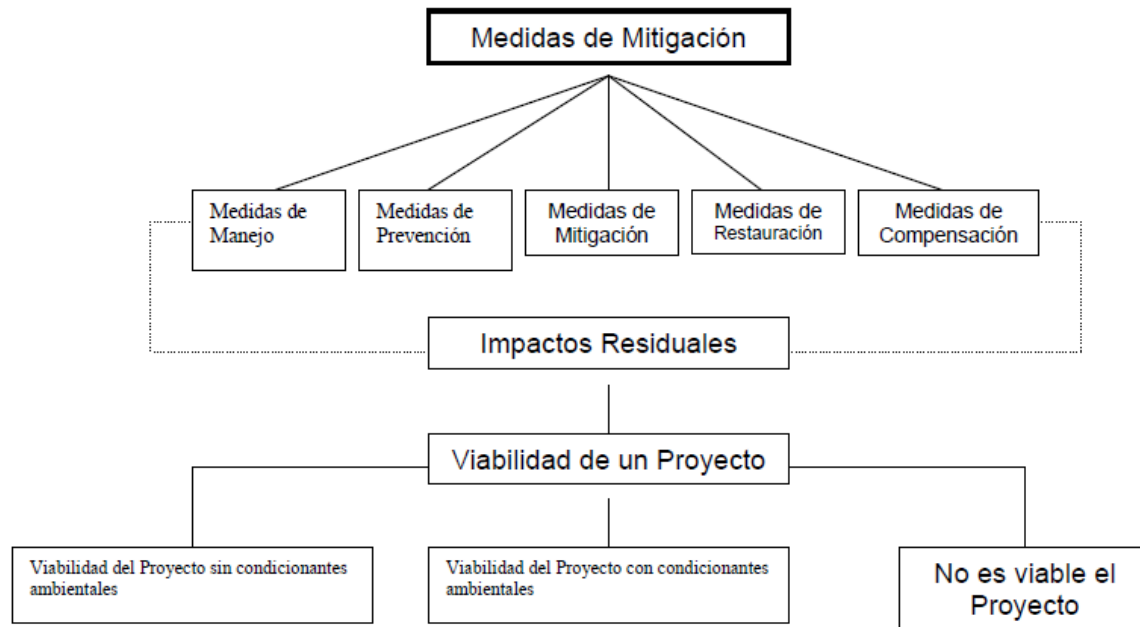 Medidas de Mitigación
Medidas de
Manejo
Medidas de
Prevención
Medidas de
Mitigación
Medidas de
Restauración
Medidas de
Compensación
Impactos Residuales
Viabilidad de un Proyecto
Viabilidad del Proyecto sin condicionantes
ambientales
Viabilidad del Proyecto con condicionantes
ambientales
No es viable el
Proyecto